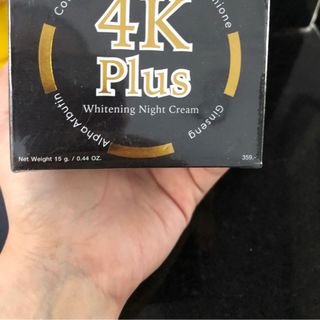 4K
Plus
Whitening Night Cream
Alpha Arbutin
Ginseng
Net Weight 15 g. / 0.44 OZ.
359.-